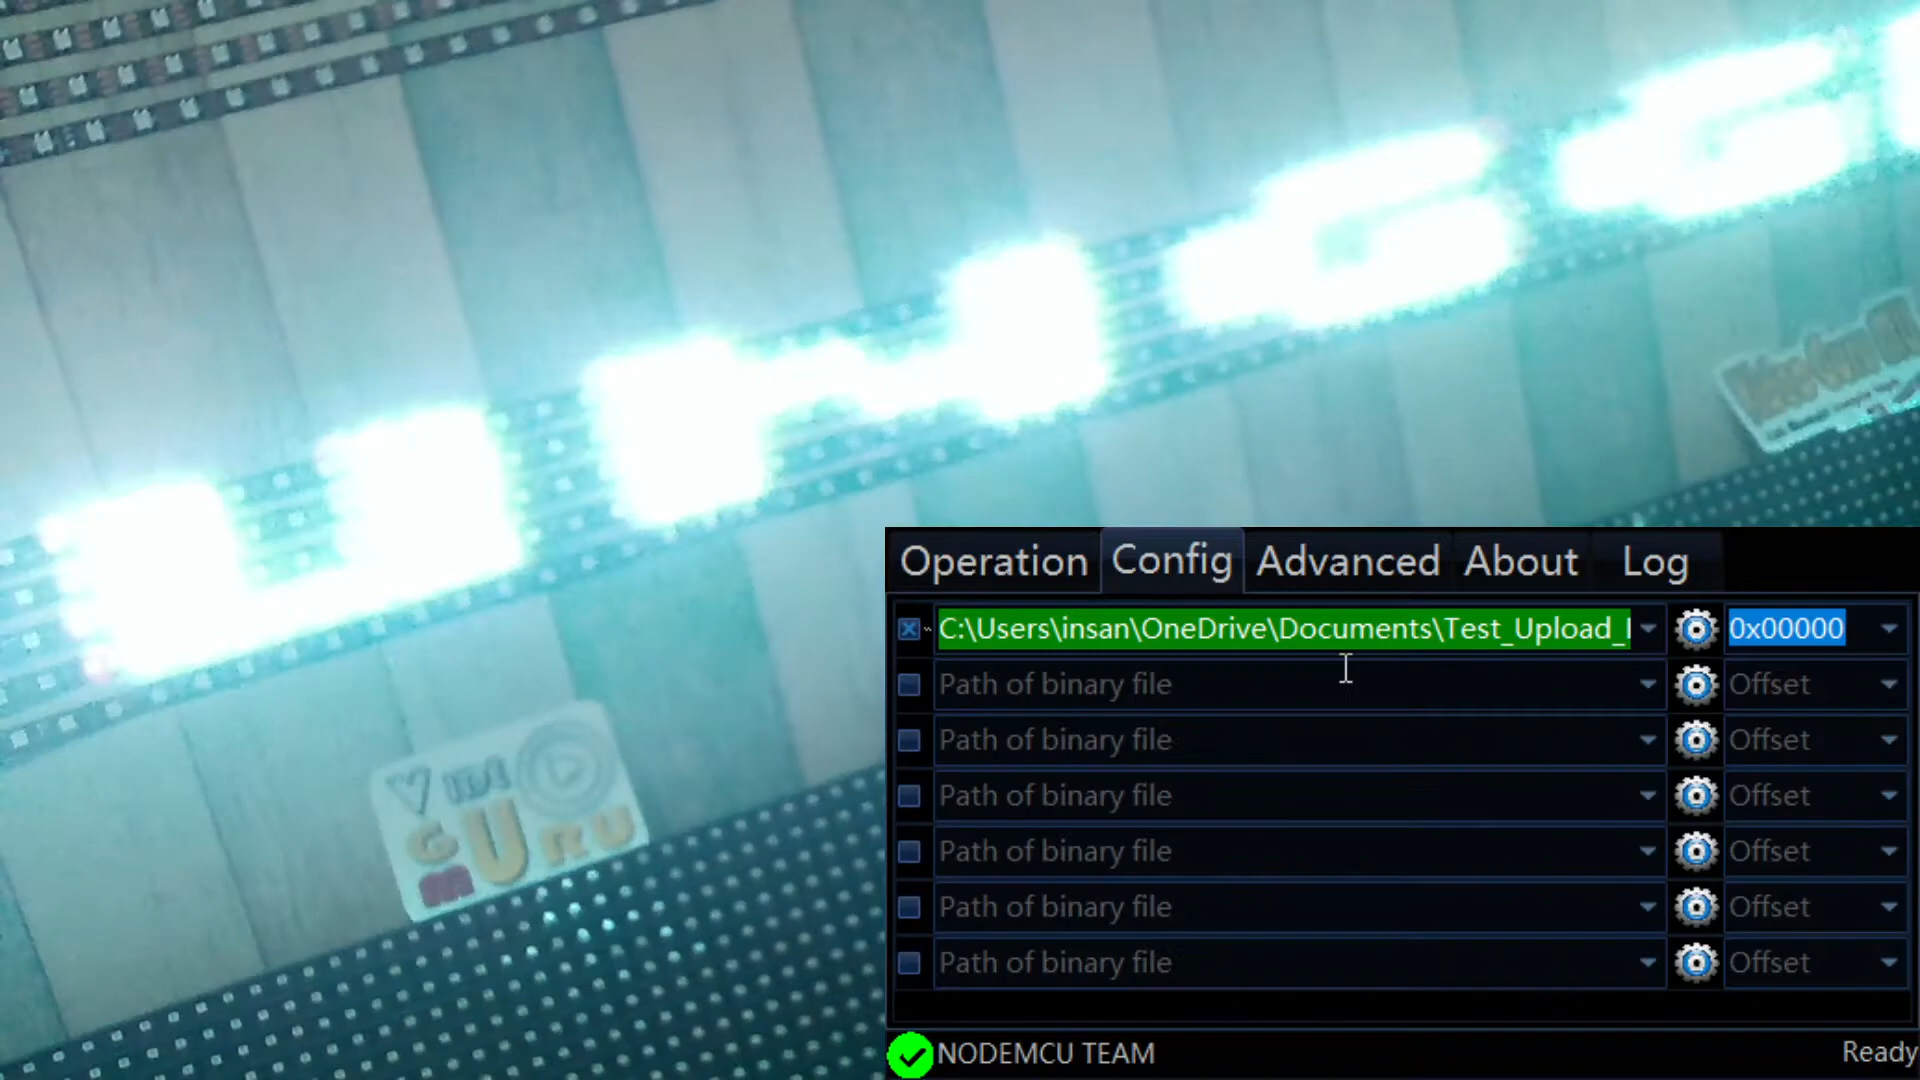 VIDI
GURU
M
Operation Config Advanced About Log
C:\Users\insan\OneDrive\Documents\Test_Upload_ 0x00000
Path of binary file Offset
Path of binary file Offset
Path of binary file Offset
Path of binary file Offset
Path of binary file Offset
Path of binary file Offset
NODEMCU TEAM Ready